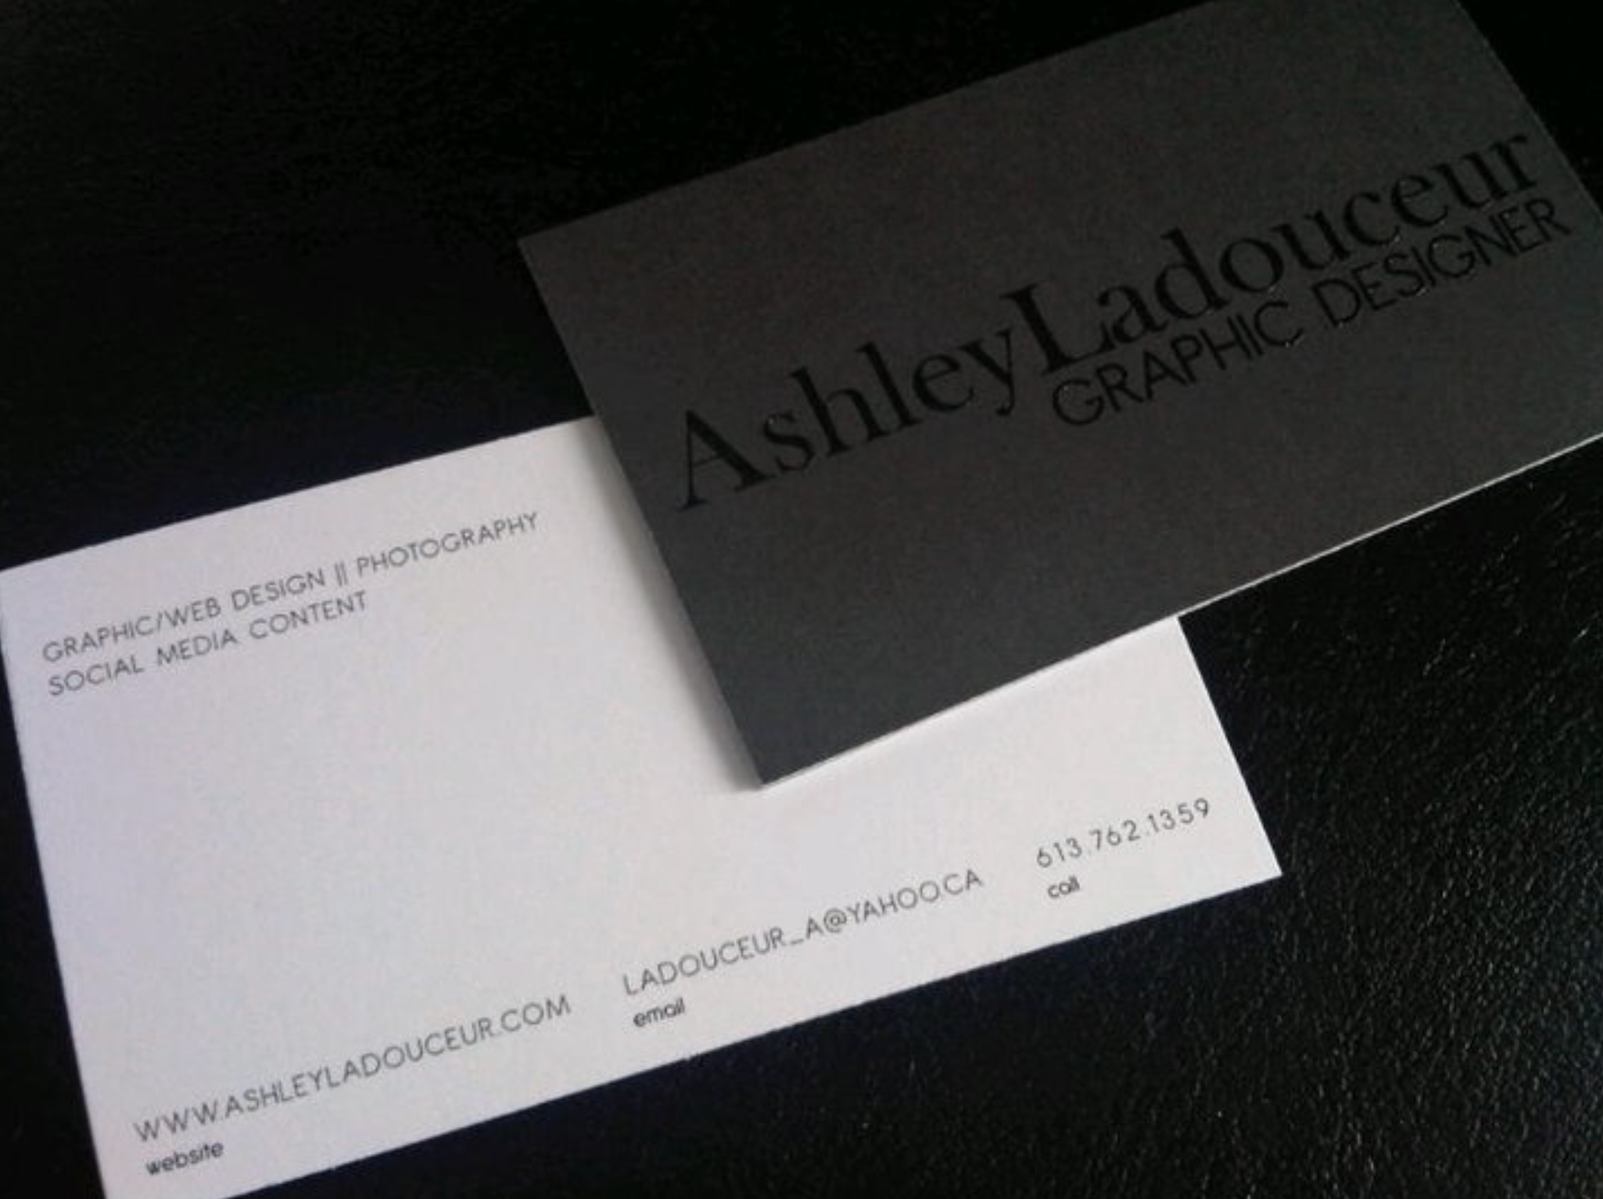 AshleyLadouceur
GRAPHIC DESIGNER
GRAPHIC/WEB DESIGN || PHOTOGRAPHY
SOCIAL MEDIA CONTENT
WWW.ASHLEYLADOUCEUR.COM
website
LADOUCEUR_A@YAHOO.CA
email
613.762.1359
call